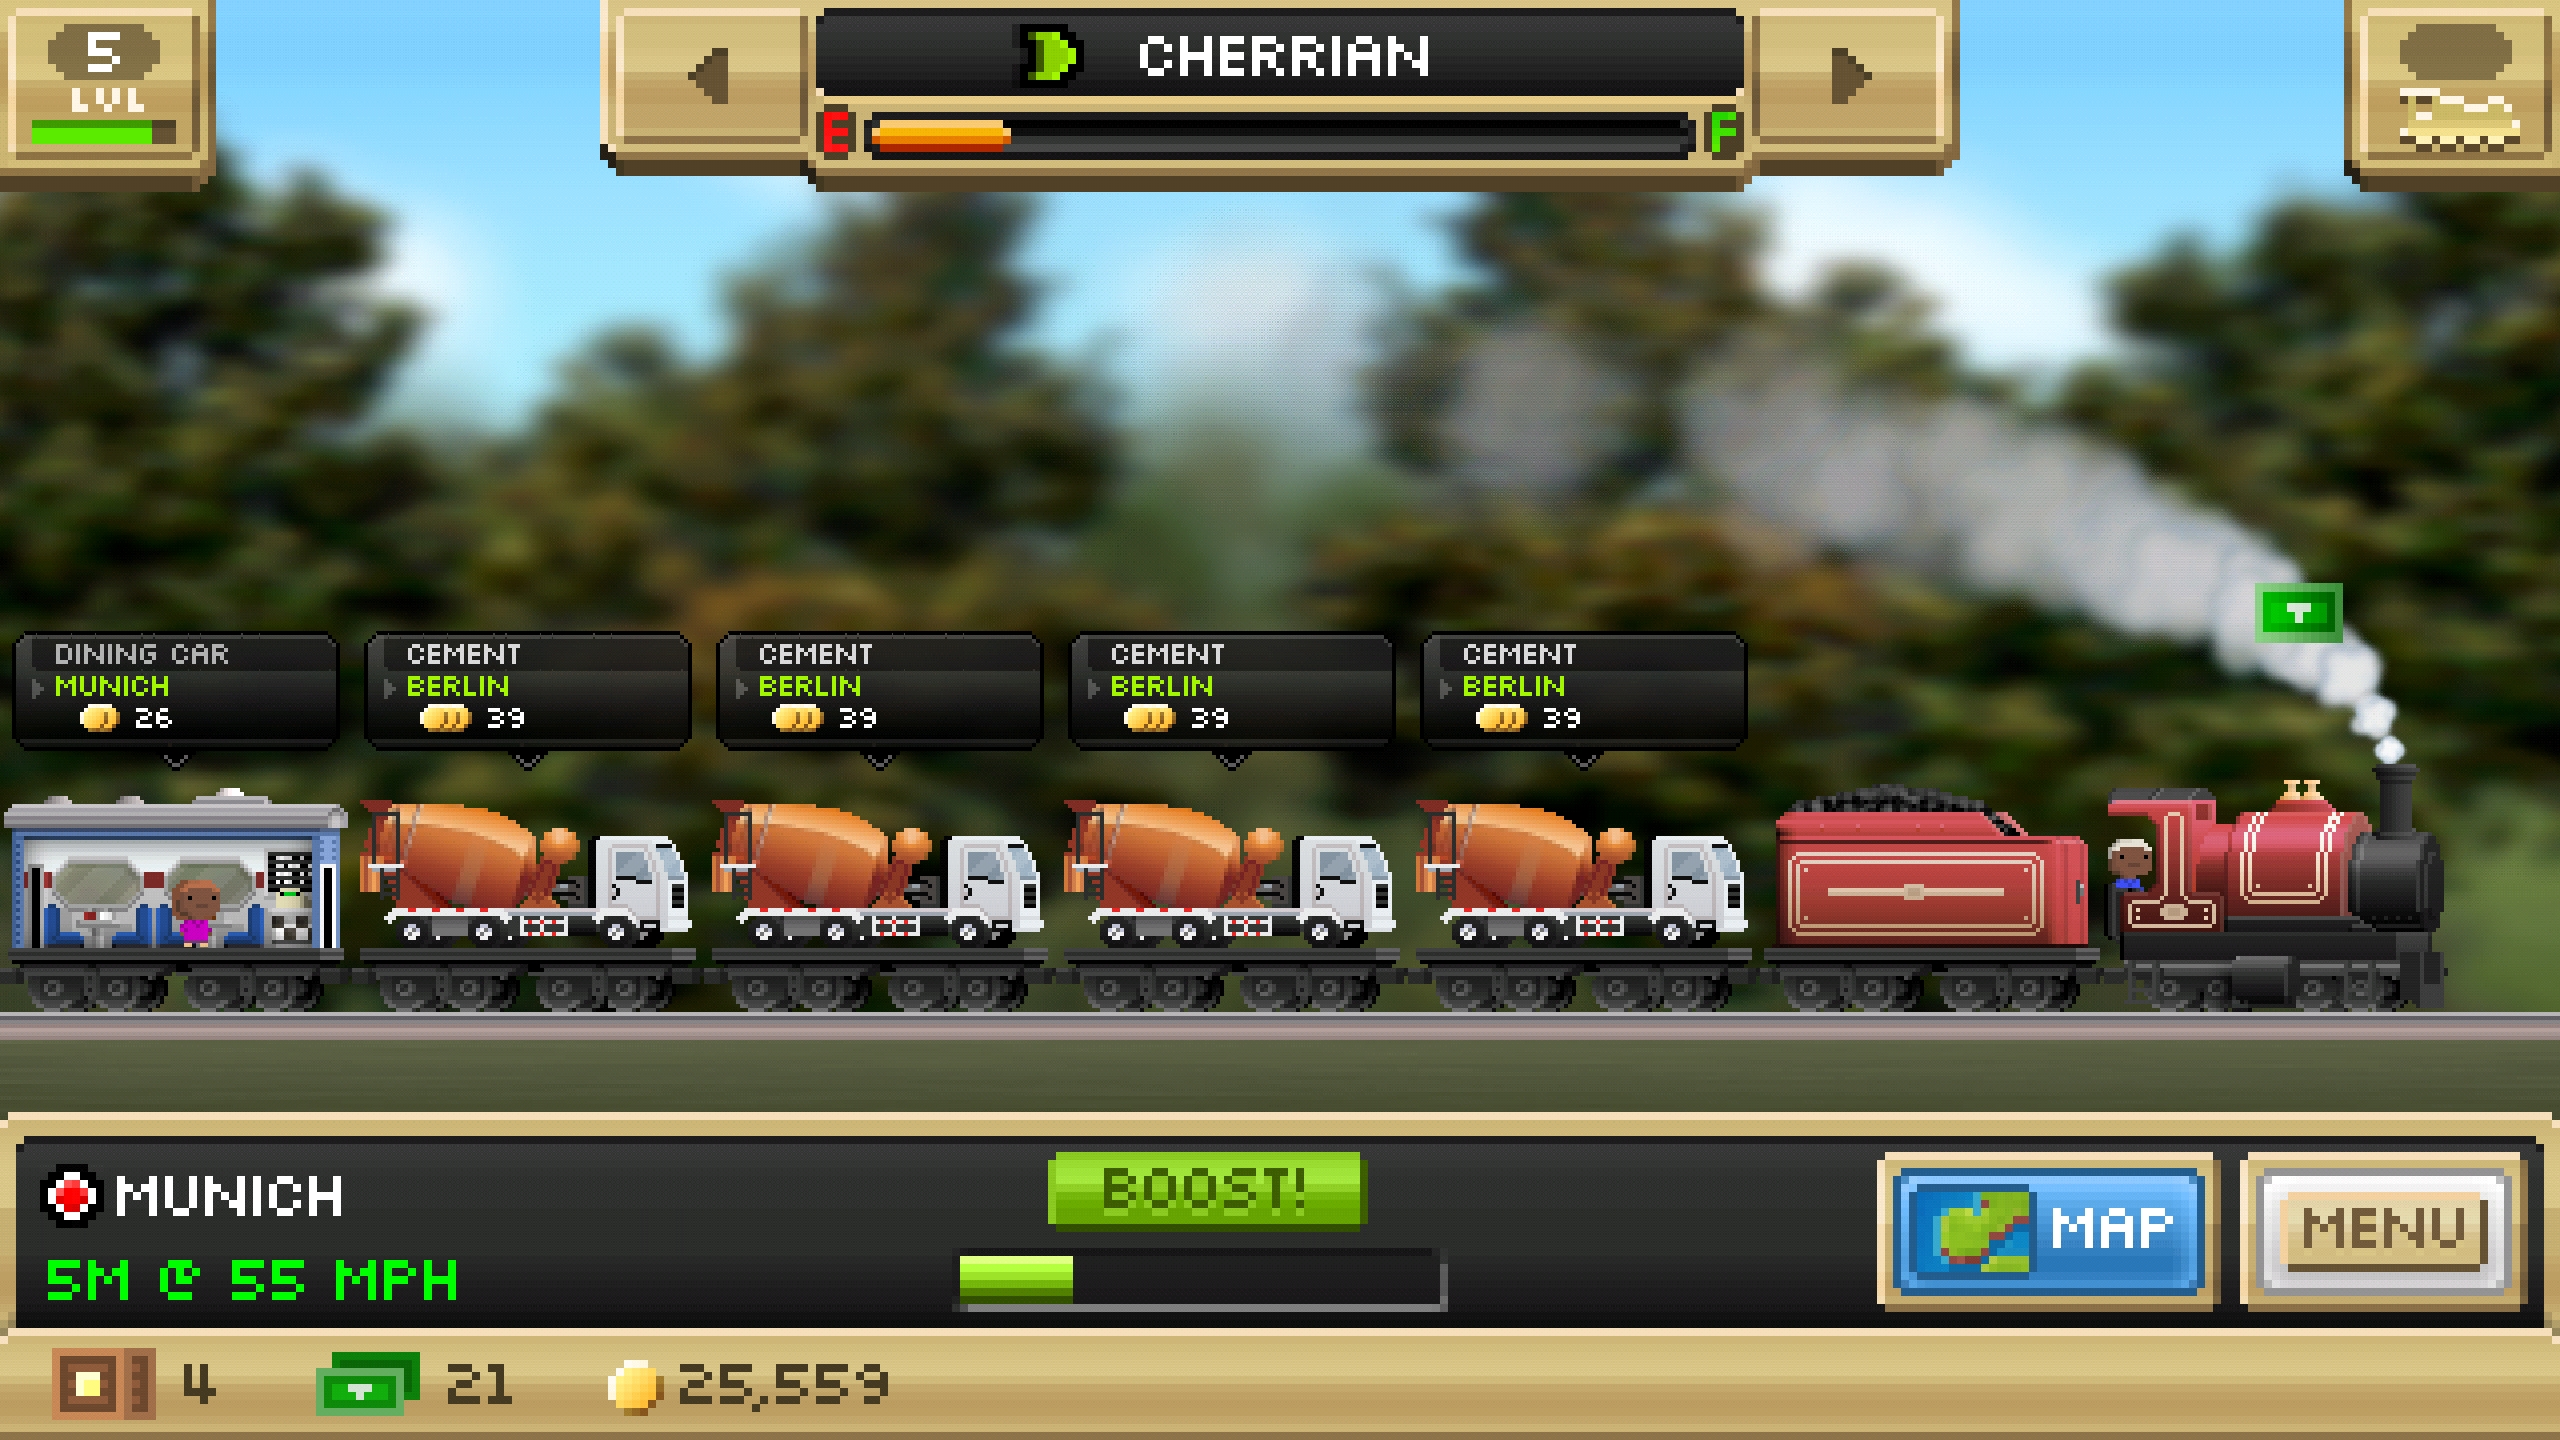 5
LVL
CHERRIAN
E F
DINING CAR
MUNICH
26
CEMENT
BERLIN
39
CEMENT
BERLIN
39
CEMENT
BERLIN
39
CEMENT
BERLIN
39
MUNICH
5M @ 55 MPH
BOOST!
MAP
MENU
4
21
25,559